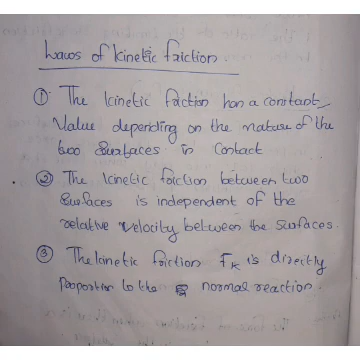 Laws of kinetic friction.
① The kinetic friction han a constant
Value depending on the nature of the
two Surfaces in Contact
② The kinetic friction between two
Surfaces is independent of the
relative velocity between the surfaces.
③ The kinetic friction Fk is direitly
Proportion to the normal reaction.